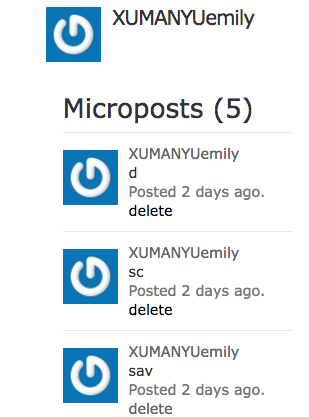 XUMANYUemily
Microposts (5)
XUMANYUemily
d
Posted 2 days ago.
delete
XUMANYUemily
sc
Posted 2 days ago.
delete
XUMANYUemily
sav
Posted 2 days ago.
delete